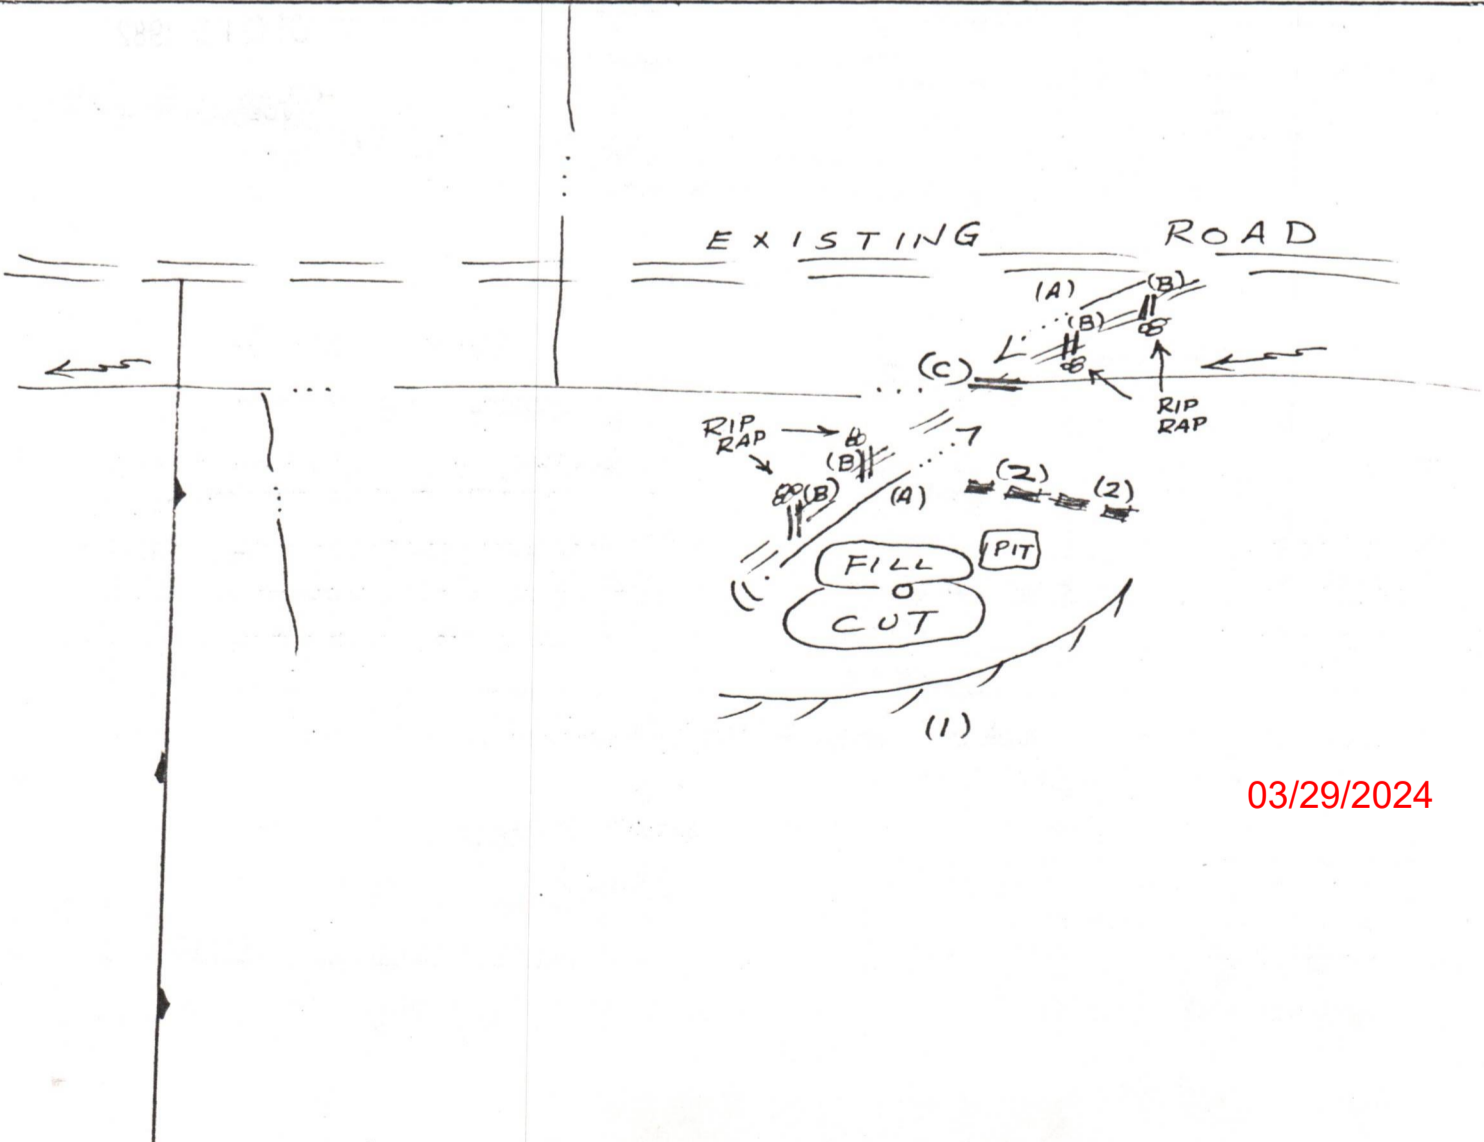 EXISTING ROAD
(A)
(B)
(B)
(C)
RIP
RAP
RIP
RAP
(B)
(B)
(A)
(2)
(2)
FILL
PIT
CUT
(1)
03/29/2024